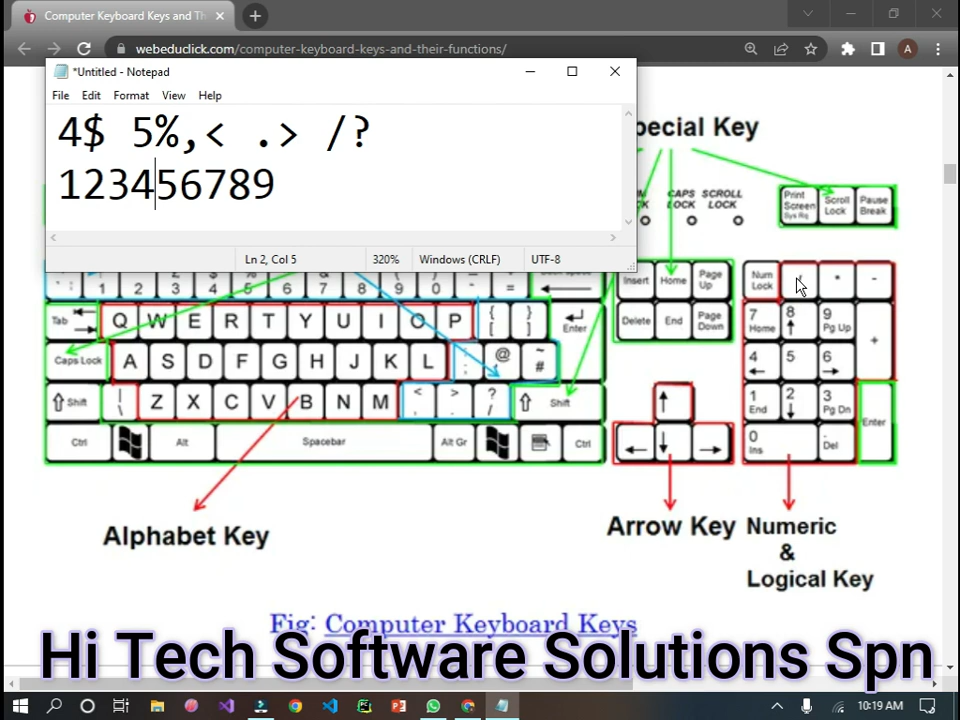 Computer Keyboard Keys and Th
webeduclick.com/computer-keyboard-keys-and-their-functions/
A
*Untitled - Notepad
File Edit Format View Help
4$ 5%,< .> /?
123456789
Ln 2, Col 5 320% Windows (CRLF) UTF-8
pecial Key
CAPS LOCK SCROLL LOCK
Print Screen Sys Rq Scroll Lock Pause Break
1 2 3 4 5 6 7 8 9 0 - =
Insert Home Page Up
Num Lock * -
Tab Q W E R T Y U I O P { [ } ] Enter
Delete End Page Down
7 Home 8 9 Pg Up +
Caps Lock A S D F G H J K L : ; @ ' ~ #
4 5 6
Shift | \ Z X C V B N M < , > . ? / Shift
1 End 2 3 Pg Dn Enter
Ctrl Alt Spacebar Alt Gr Ctrl
0 Ins . Del
Alphabet Key
Arrow Key
Numeric
&
Logical Key
Fig: Computer Keyboard Keys
Hi Tech Software Solutions Spn
10:19 AM